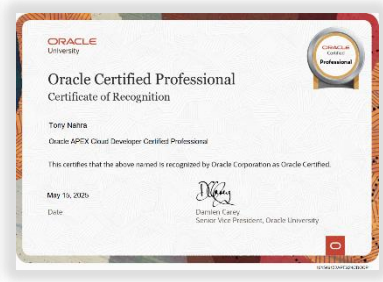 ORACLE
University
ORACLE
Certified
Professional
Oracle Certified Professional
Certificate of Recognition
Tony Nahra
Oracle APEX Cloud Developer Certified Professional
This certifies that the above named is recognized by Oracle Corporation as Oracle Certified.
May 15, 2025
Date
Damien Carey
Senior Vice President, Oracle University